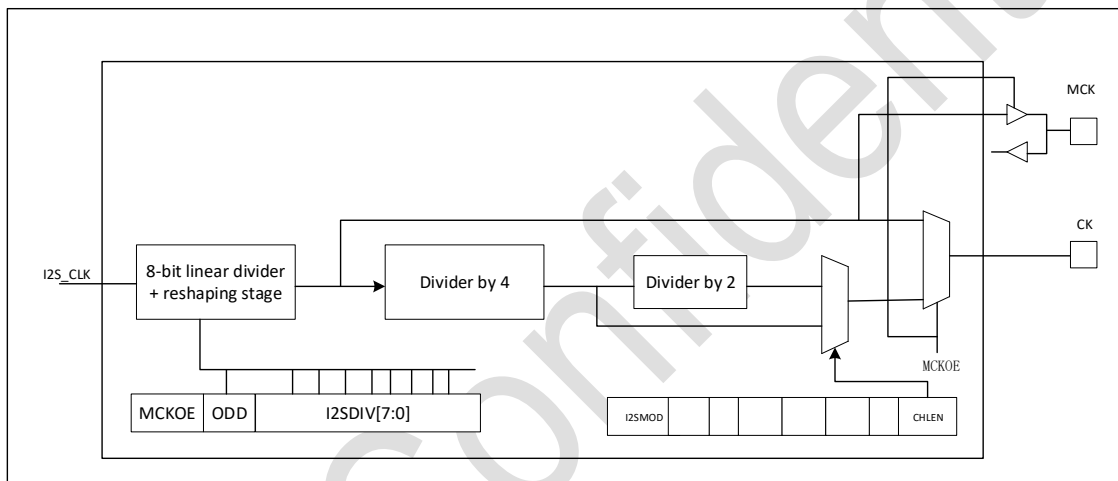 MCK
CK
I2S_CLK
8-bit linear divider
+ reshaping stage
Divider by 4
Divider by 2
MCKOE
MCKOE ODD I2SDIV[7:0]
I2SMOD CHLEN
Confidential